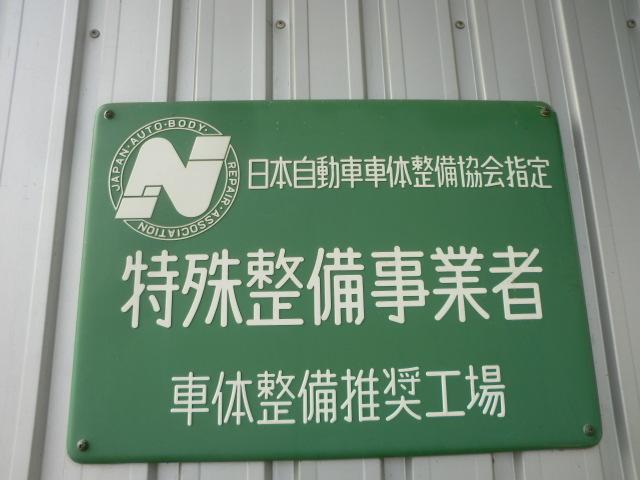 JAPAN·AUTO·BODY·REPAIR·ASSOCIATION
日本自動車車体整備協会指定
特殊整備事業者
車体整備推奨工場